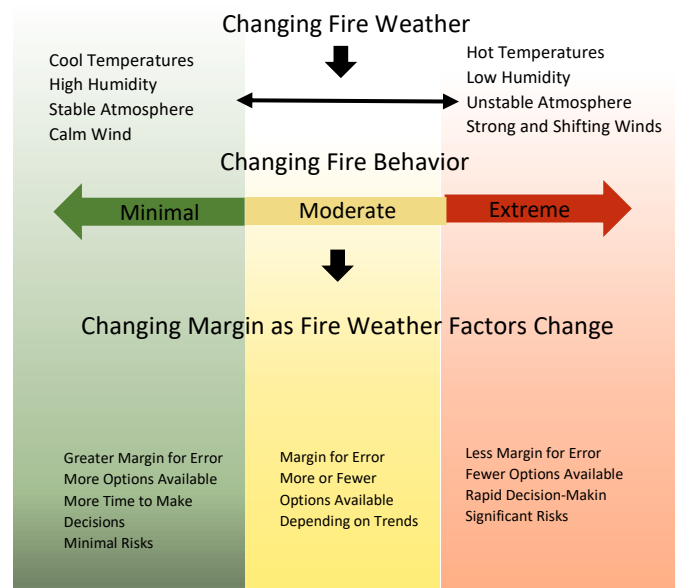 Changing Fire Weather
Cool Temperatures
High Humidity
Stable Atmosphere
Calm Wind
Hot Temperatures
Low Humidity
Unstable Atmosphere
Strong and Shifting Winds
Changing Fire Behavior
Minimal
Moderate
Extreme
Changing Margin as Fire Weather Factors Change
Greater Margin for Error
More Options Available
More Time to Make
Decisions
Minimal Risks
Margin for Error
More or Fewer
Options Available
Depending on Trends
Less Margin for Error
Fewer Options Available
Rapid Decision-Makin
Significant Risks